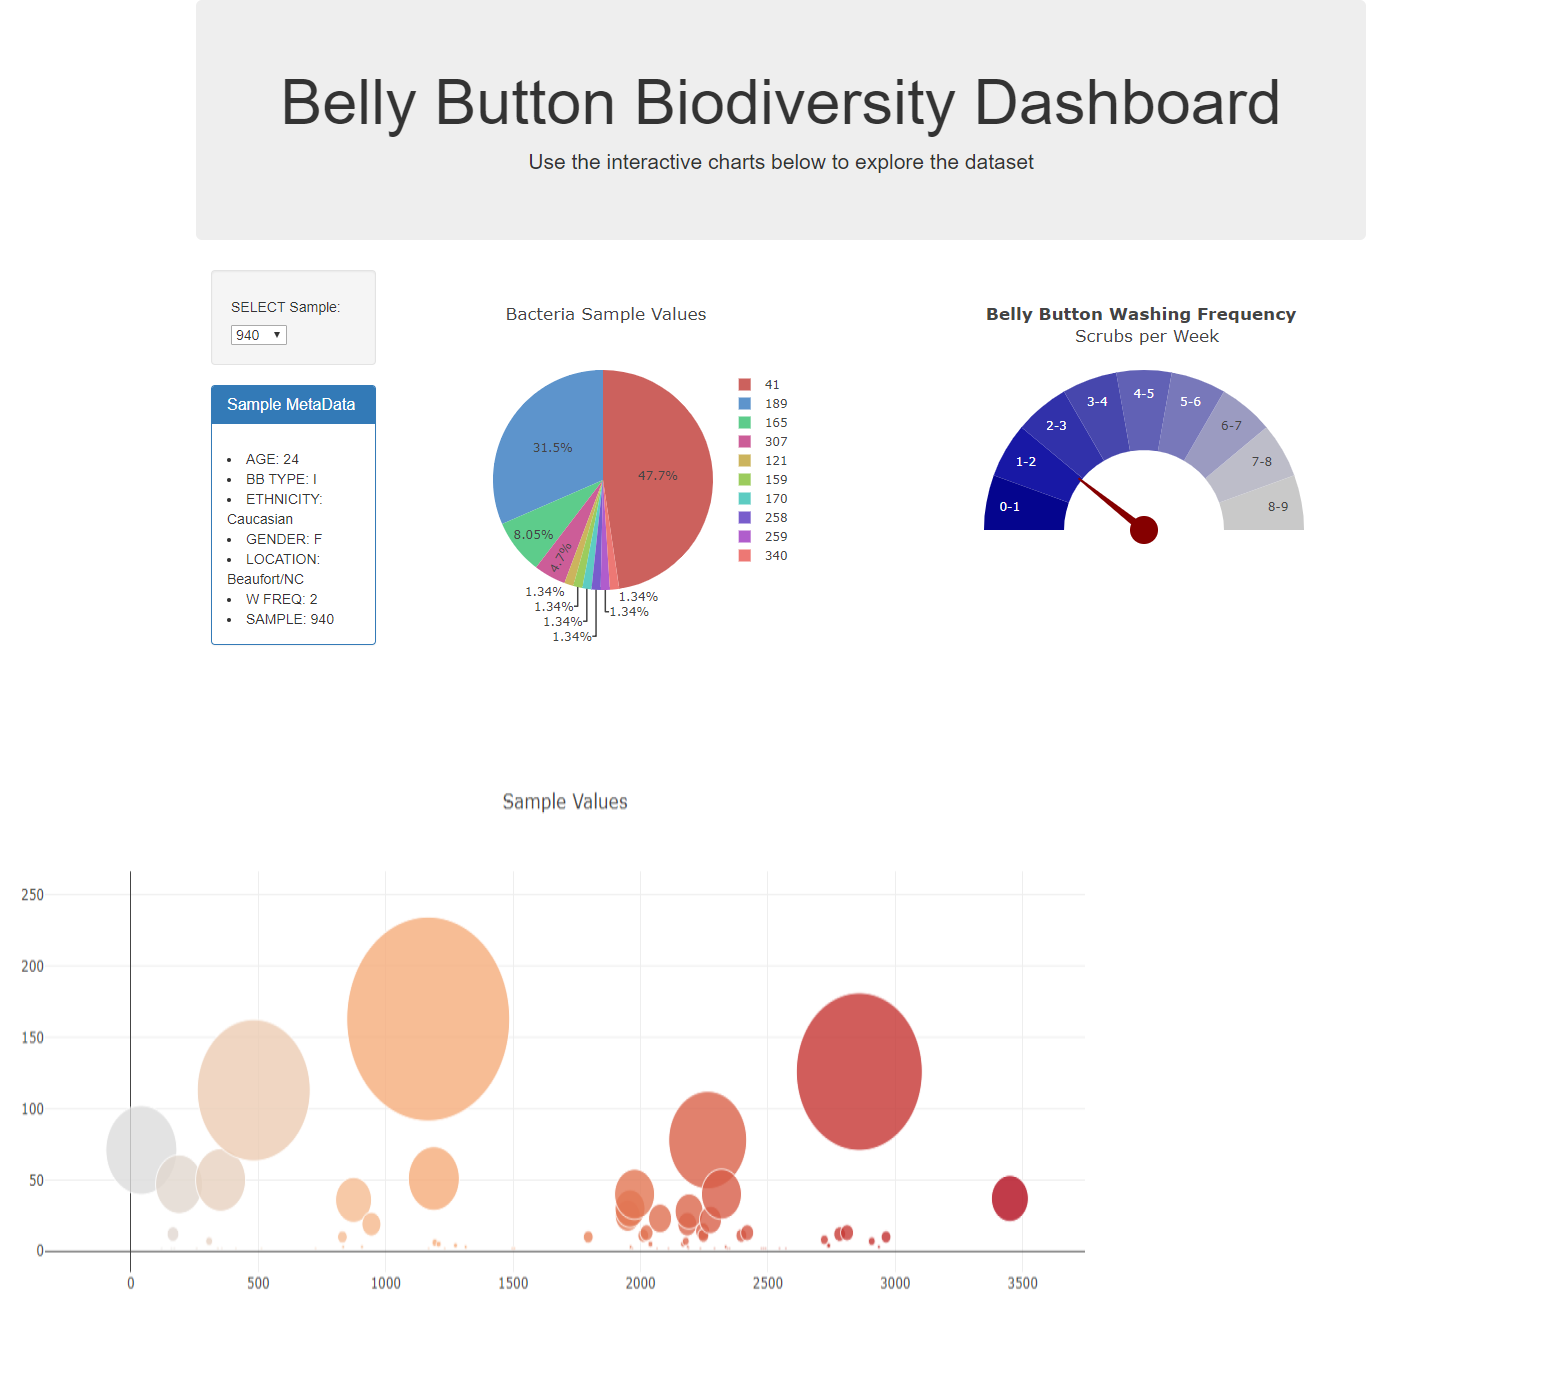 Belly Button Biodiversity Dashboard
Use the interactive charts below to explore the dataset
SELECT Sample:
940
Sample MetaData
AGE: 24
BB TYPE: I
ETHNICITY:
Caucasian
GENDER: F
LOCATION:
Beaufort/NC
W FREQ: 2
SAMPLE: 940
Bacteria Sample Values
31.5%
47.7%
8.05%
4.7%
1.34%
1.34%
1.34%
1.34%
1.34%
1.34%
41
189
165
307
121
159
170
258
259
340
Belly Button Washing Frequency
Scrubs per Week
0-1
1-2
2-3
3-4
4-5
5-6
6-7
7-8
8-9
Sample Values
250
200
150
100
50
0
0
500
1000
1500
2000
2500
3000
3500